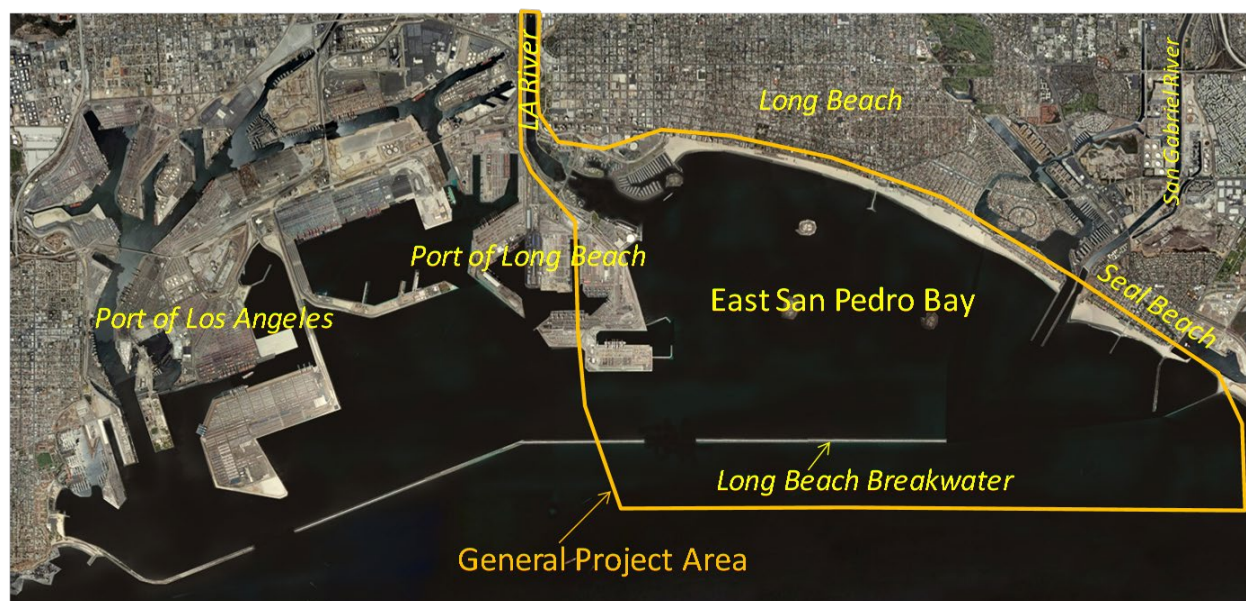 LA River
Long Beach
San Gabriel River
Port of Long Beach
Port of Los Angeles
East San Pedro Bay
Seal Beach
Long Beach Breakwater
General Project Area